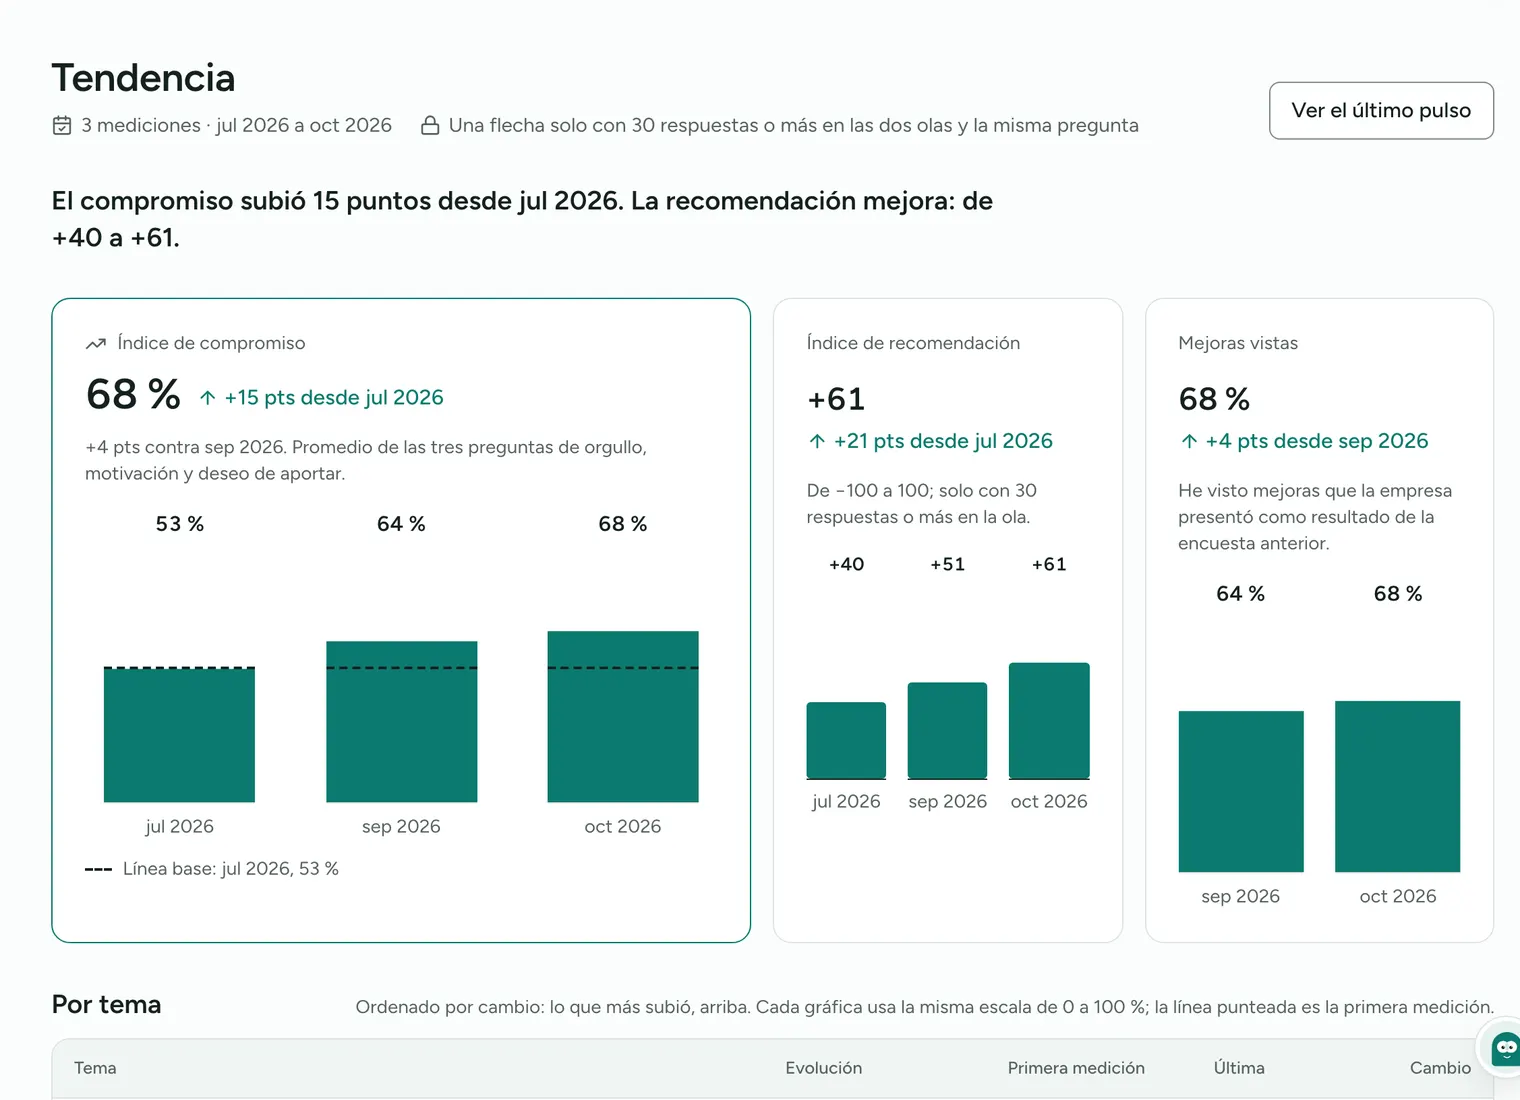 Tendencia
3 mediciones · jul 2026 a oct 2026
Una flecha solo con 30 respuestas o más en las dos olas y la misma pregunta
Ver el último pulso
El compromiso subió 15 puntos desde jul 2026. La recomendación mejora: de
+40 a +61.
Índice de compromiso
68 % ↑ +15 pts desde jul 2026
+4 pts contra sep 2026. Promedio de las tres preguntas de orgullo,
motivación y deseo de aportar.
53 % 64 % 68 %
jul 2026 sep 2026 oct 2026
Línea base: jul 2026, 53 %
Índice de recomendación
+61
↑ +21 pts desde jul 2026
De −100 a 100; solo con 30
respuestas o más en la ola.
+40 +51 +61
jul 2026 sep 2026 oct 2026
Mejoras vistas
68 %
↑ +4 pts desde sep 2026
He visto mejoras que la empresa
presentó como resultado de la
encuesta anterior.
64 % 68 %
sep 2026 oct 2026
Por tema
Ordenado por cambio: lo que más subió, arriba. Cada gráfica usa la misma escala de 0 a 100 %; la línea punteada es la primera medición.
Tema Evolución Primera medición Última Cambio